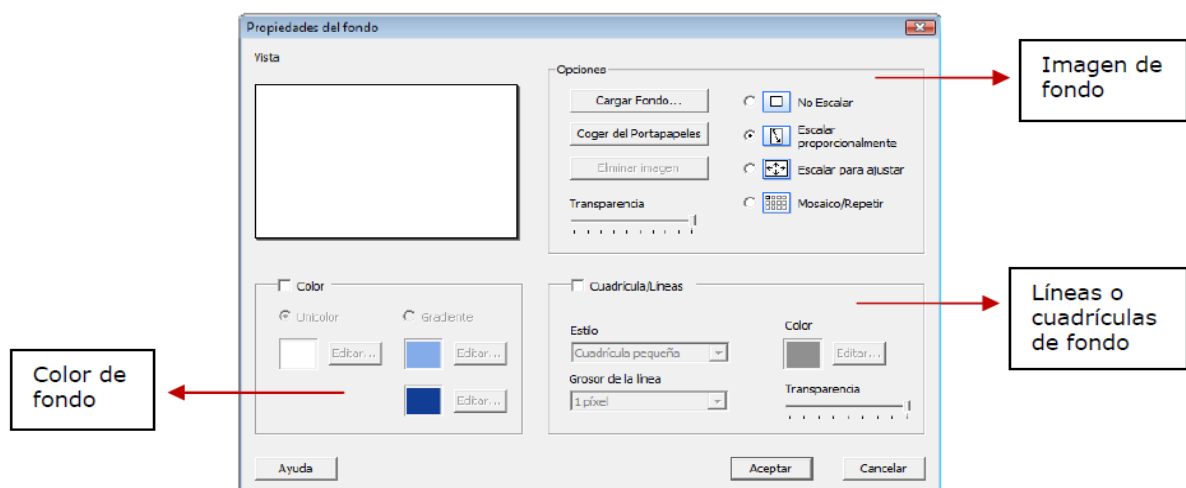 Propiedades del fondo
Vista
Opciones
Cargar Fondo...
No Escalar
Coger del Portapapeles
Escalar
proporcionalmente
Eliminar imagen
Escalar para ajustar
Transparencia
Mosaico/Repetir
Imagen de
fondo
Color
Unicolor
Gradiente
Editar...
Editar...
Editar...
Cuadrícula/Líneas
Estilo
Color
Cuadrícula pequeña
Editar...
Grosor de la línea
Transparencia
1 píxel
Líneas o
cuadrículas
de fondo
Color de
fondo
Ayuda
Aceptar
Cancelar